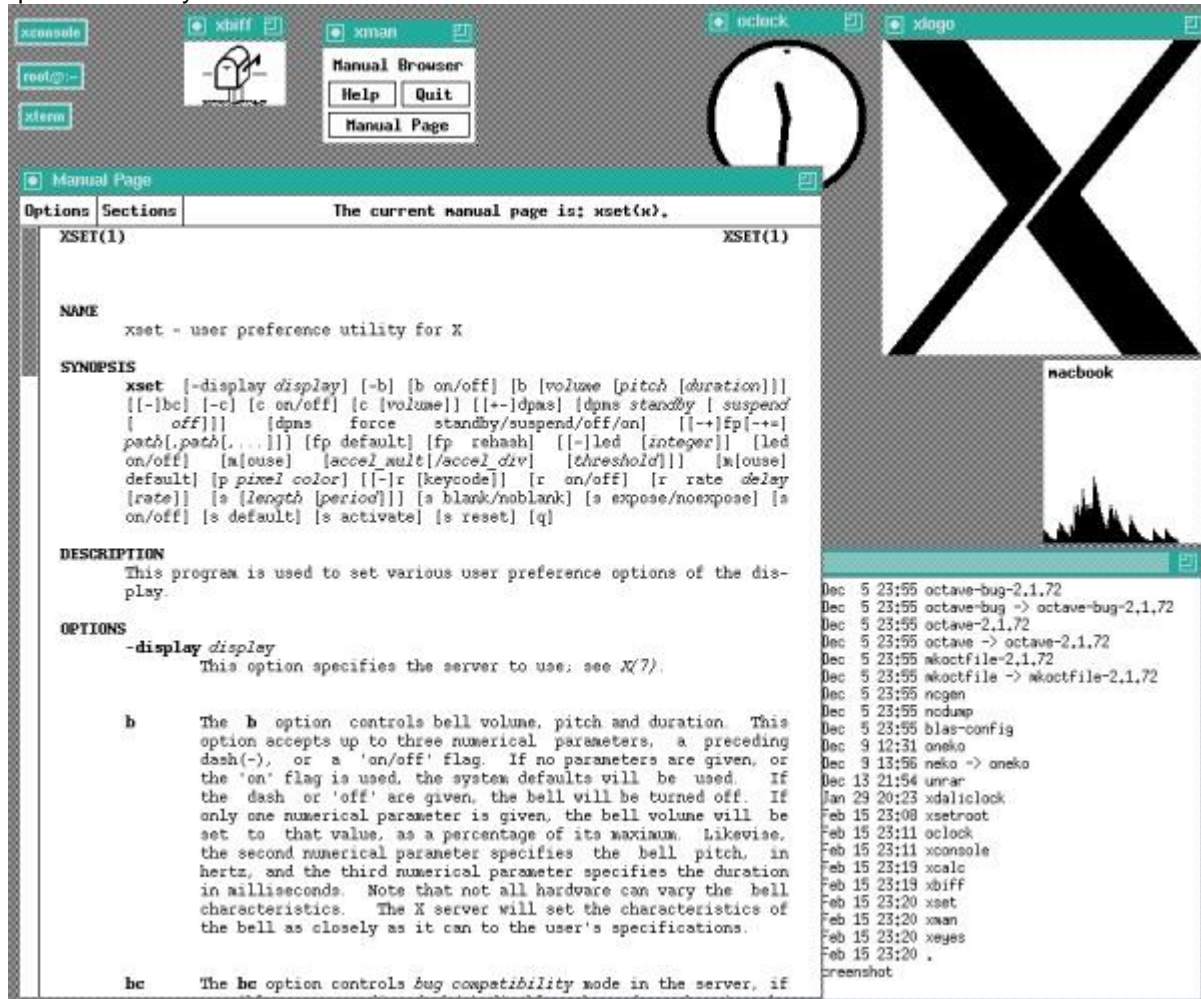 xconsole
root@:~
xterm
xbiff
xman
Manual Browser
Help Quit
Manual Page
oclock
xlogo
Manual Page
Options Sections The current manual page is: xset(x).
XSET(1) XSET(1)
NAME
xset - user preference utility for X
SYNOPSIS
xset [-display display] [-b] [b on/off] [b [volume [pitch [duration]]]
[[-]bc] [-c] [c on/off] [c [volume]] [[+-]dpms] [dpms standby [ suspend
[ off]]] [dpms force standby/suspend/off/on] [[-+]fp[-+=]
path[,path[,...]]] [fp default] [fp rehash] [[-]led [integer]] [led
on/off] [m[ouse] [accel_mult[/accel_div] [threshold]]] [m[ouse]
default] [p pixel color] [[-]r [keycode]] [r on/off] [r rate delay
[rate]] [s [length [period]]] [s blank/noblank] [s expose/noexpose] [s
on/off] [s default] [s activate] [s reset] [q]
DESCRIPTION
This program is used to set various user preference options of the dis-
play.
OPTIONS
-display display
This option specifies the server to use; see X(7).
b The b option controls bell volume, pitch and duration. This
option accepts up to three numerical parameters, a preceding
dash(-), or a 'on/off' flag. If no parameters are given, or
the 'on' flag is used, the system defaults will be used. If
the dash or 'off' are given, the bell will be turned off. If
only one numerical parameter is given, the bell volume will be
set to that value, as a percentage of its maximum. Likewise,
the second numerical parameter specifies the bell pitch, in
hertz, and the third numerical parameter specifies the duration
in milliseconds. Note that not all hardware can vary the bell
characteristics. The X server will set the characteristics of
the bell as closely as it can to the user's specifications.
bc The bc option controls bug compatibility mode in the server, if
macbook
Dec 5 23:55 octave-bug-2.1.72
Dec 5 23:55 octave-bug -> octave-bug-2.1.72
Dec 5 23:55 octave-2.1.72
Dec 5 23:55 octave -> octave-2.1.72
Dec 5 23:55 mkoctfile-2.1.72
Dec 5 23:55 mkoctfile -> mkoctfile-2.1.72
Dec 5 23:55 ncgen
Dec 5 23:55 ncdump
Dec 5 23:55 blas-config
Dec 9 12:31 oneko
Dec 9 13:56 neko -> oneko
Dec 13 21:54 unrar
Jan 29 20:23 xdaliclock
Feb 15 23:08 xsetroot
Feb 15 23:11 oclock
Feb 15 23:11 xconsole
Feb 15 23:19 xcalc
Feb 15 23:19 xbiff
Feb 15 23:20 xset
Feb 15 23:20 xman
Feb 15 23:20 xeyes
Feb 15 23:20 .
creenshot